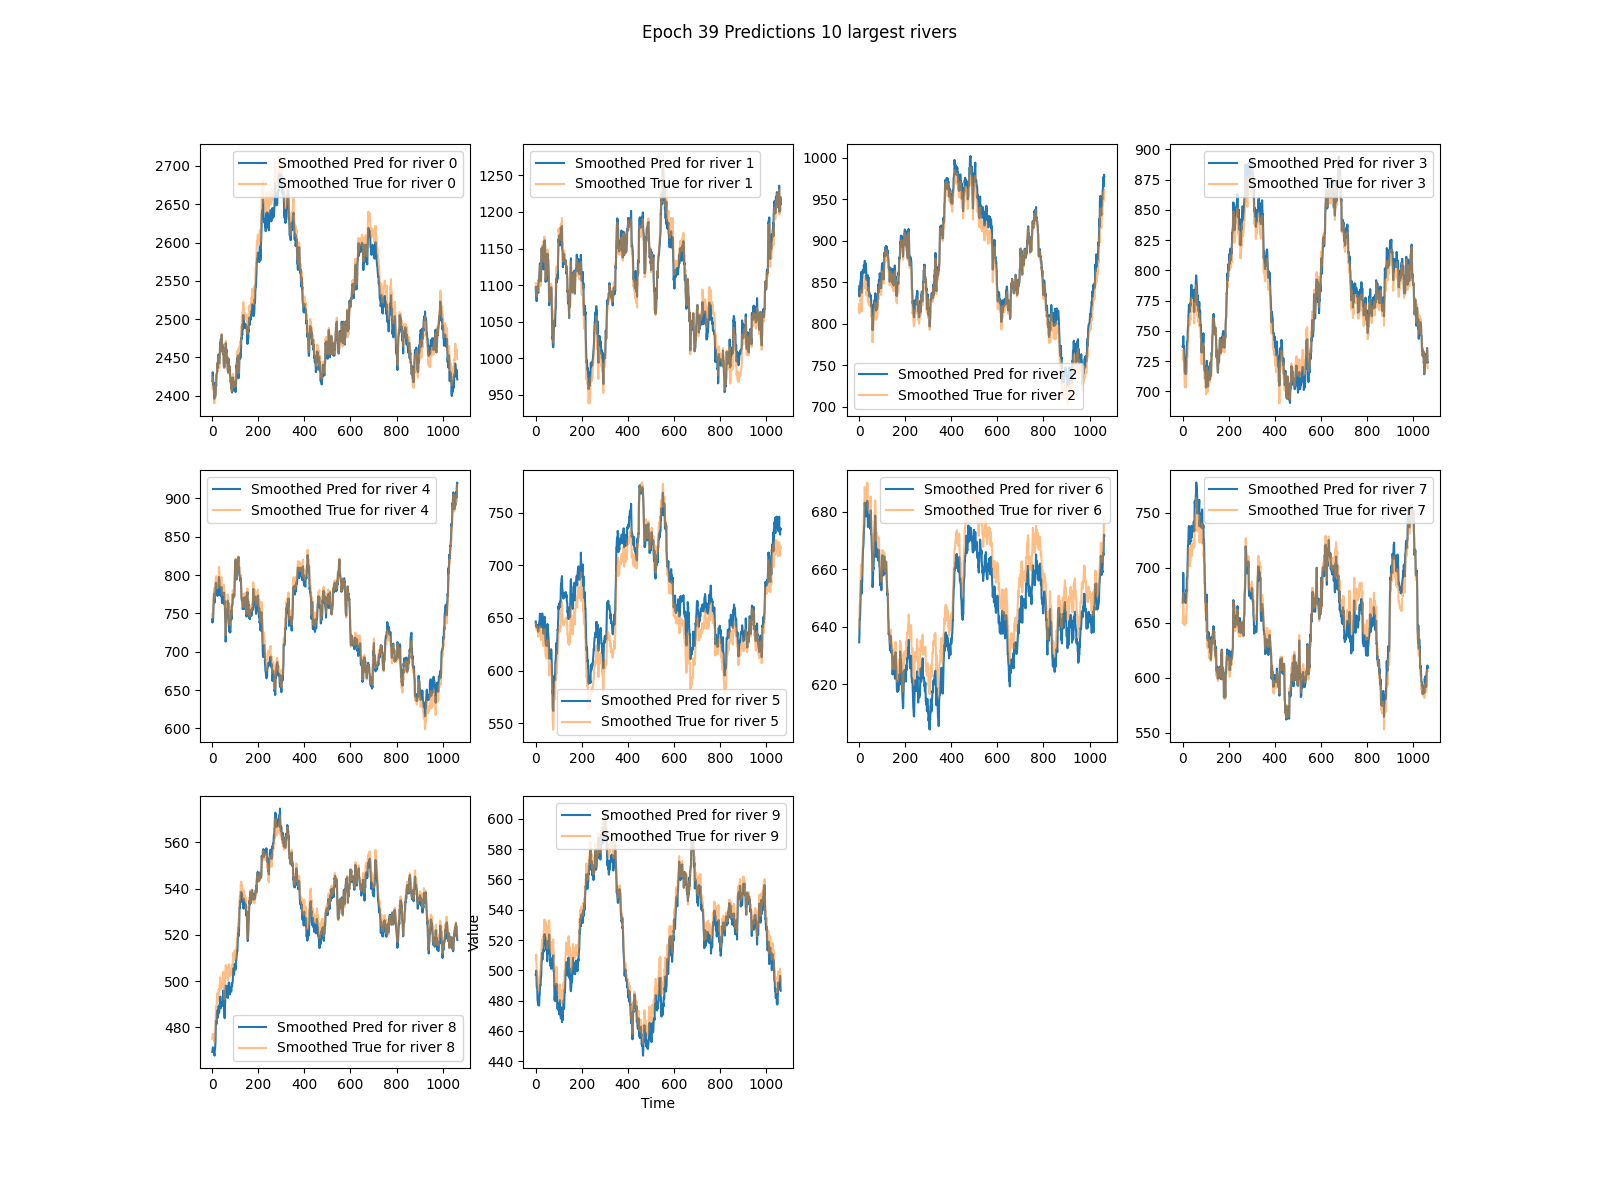 Epoch 39 Predictions 10 largest rivers
Smoothed Pred for river 0
Smoothed True for river 0
2700
2650
2600
2550
2500
2450
2400
0 200 400 600 800 1000
Smoothed Pred for river 1
Smoothed True for river 1
1250
1200
1150
1100
1050
1000
950
0 200 400 600 800 1000
1000
950
900
850
800
750
700
Smoothed Pred for river 2
Smoothed True for river 2
0 200 400 600 800 1000
Smoothed Pred for river 3
Smoothed True for river 3
900
875
850
825
800
775
750
725
700
0 200 400 600 800 1000
Smoothed Pred for river 4
Smoothed True for river 4
900
850
800
750
700
650
600
0 200 400 600 800 1000
750
700
650
600
550
Smoothed Pred for river 5
Smoothed True for river 5
0 200 400 600 800 1000
Smoothed Pred for river 6
Smoothed True for river 6
680
660
640
620
0 200 400 600 800 1000
Smoothed Pred for river 7
Smoothed True for river 7
750
700
650
600
550
0 200 400 600 800 1000
560
540
520
500
480
Smoothed Pred for river 8
Smoothed True for river 8
0 200 400 600 800 1000
Value
Smoothed Pred for river 9
Smoothed True for river 9
600
580
560
540
520
500
480
460
440
0 200 400 600 800 1000
Time